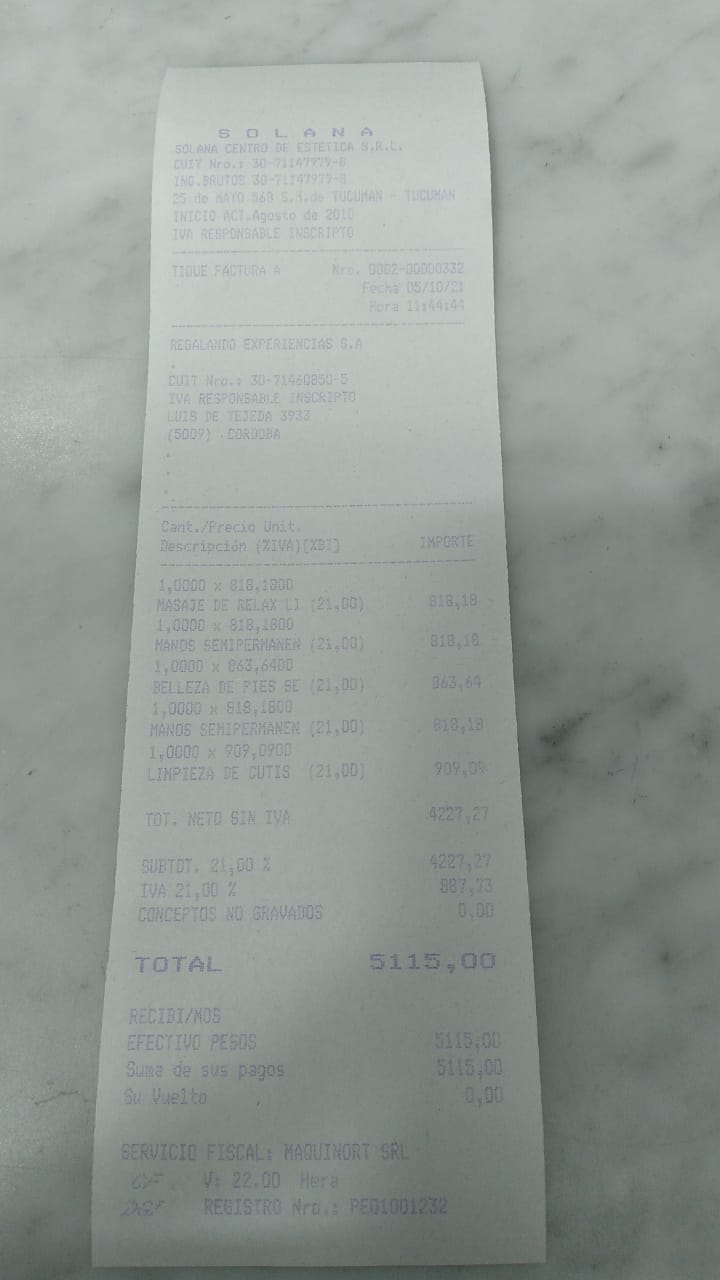 SOLANA
SOLANA CENTRO DE ESTETICA S.R.L.
CUIT Nro.: 30-71147979-8
ING.BRUTOS 30-71147979-8
25 de MAYO 568 S.M.de TUCUMAN - TUCUMAN
INICIO ACT.Agosto de 2010
IVA RESPONSABLE INSCRIPTO
TIQUE FACTURA A Nro. 0002-00000332
Fecha 05/10/21
Hora 11:44:44
REGALANDO EXPERIENCIAS S.A
.
CUIT Nro.: 30-71460850-5
IVA RESPONSABLE INSCRIPTO
LUIS DE TEJEDA 3933
(5009) - CORDOBA
.
.
.
Cant./Precio Unit.
Descripción (%IVA)[%BI] IMPORTE
1,0000 x 818,1800
MASAJE DE RELAX LI (21,00) 818,18
1,0000 x 818,1800
MANOS SEMIPERMANEN (21,00) 818,18
1,0000 x 863,6400
BELLEZA DE PIES SE (21,00) 863,64
1,0000 x 818,1800
MANOS SEMIPERMANEN (21,00) 818,18
1,0000 x 909,0900
LIMPIEZA DE CUTIS (21,00) 909,09
TOT. NETO SIN IVA 4227,27
SUBTOT. 21,00 % 4227,27
IVA 21,00 % 887,73
CONCEPTOS NO GRAVADOS 0,00
TOTAL 5115,00
RECIBI/MOS
EFECTIVO PESOS 5115,00
Suma de sus pagos 5115,00
Su Vuelto 0,00
SERVICIO FISCAL: MAQUINORT SRL
CF V: 22.00 Hera
DGI REGISTRO Nro.: PEO1001232